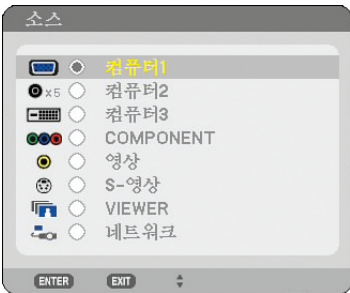 소스
컴퓨터1
x5 컴퓨터2
컴퓨터3
COMPONENT
영상
S-영상
VIEWER
네트워크
ENTER EXIT